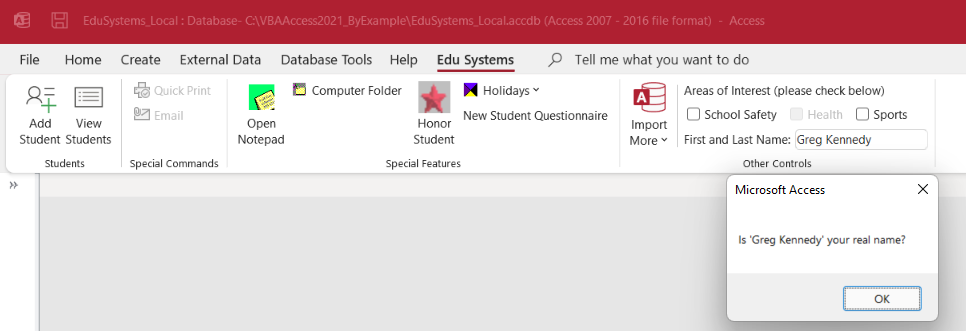 EduSystems_Local : Database- C:\VBAAccess2021_ByExample\EduSystems_Local.accdb (Access 2007 - 2016 file format) - Access
File Home Create External Data Database Tools Help Edu Systems Tell me what you want to do
Add Student
View Students
Students
Quick Print
Email
Special Commands
Open Notepad
Computer Folder
Honor Student
Holidays
New Student Questionnaire
Special Features
Import More
Areas of Interest (please check below)
School Safety Health Sports
First and Last Name: Greg Kennedy
Other Controls
Microsoft Access
Is 'Greg Kennedy' your real name?
OK